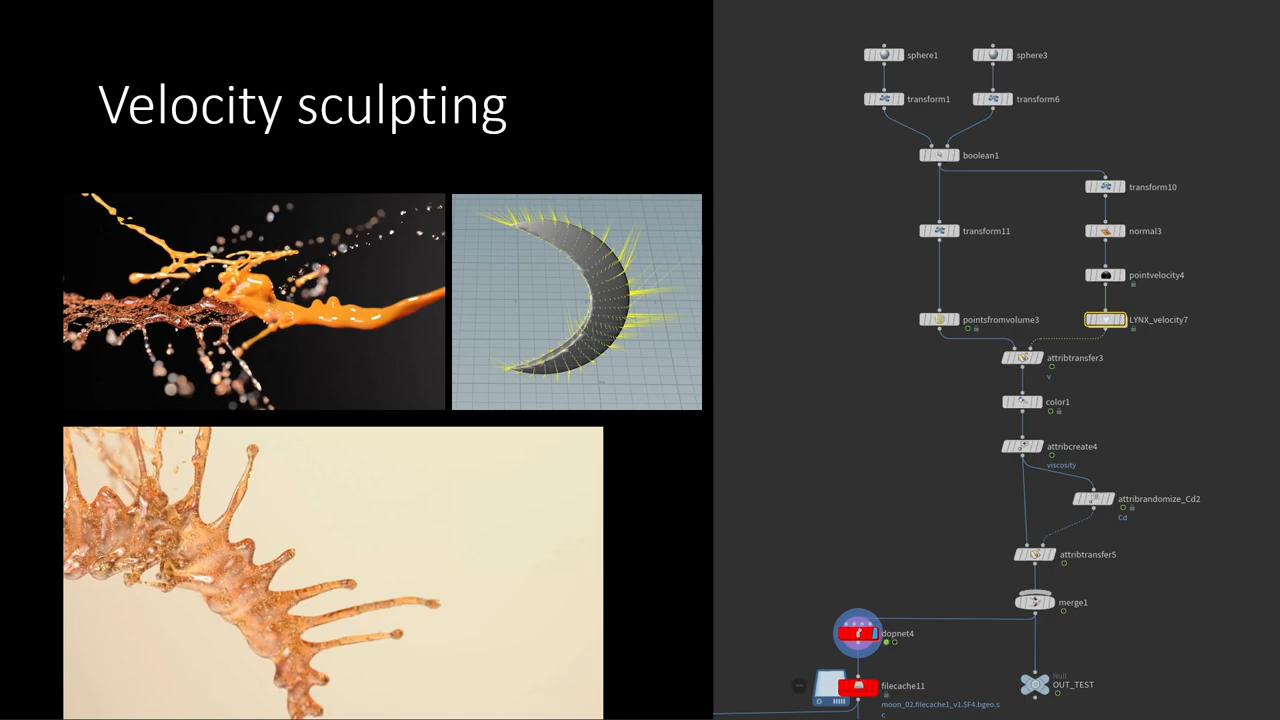 Velocity sculpting
sphere1
sphere3
transform1
transform6
boolean1
transform10
transform11
normal3
pointvelocity4
pointsfromvolume3
LYNX_velocity7
attribtransfer3
v
color1
attribcreate4
viscosity
attribrandomize_Cd2
Cd
attribtransfer5
merge1
dopnet4
Null
OUT_TEST
filecache11
moon_02.filecache1_v1.$F4.bgeo.s
c